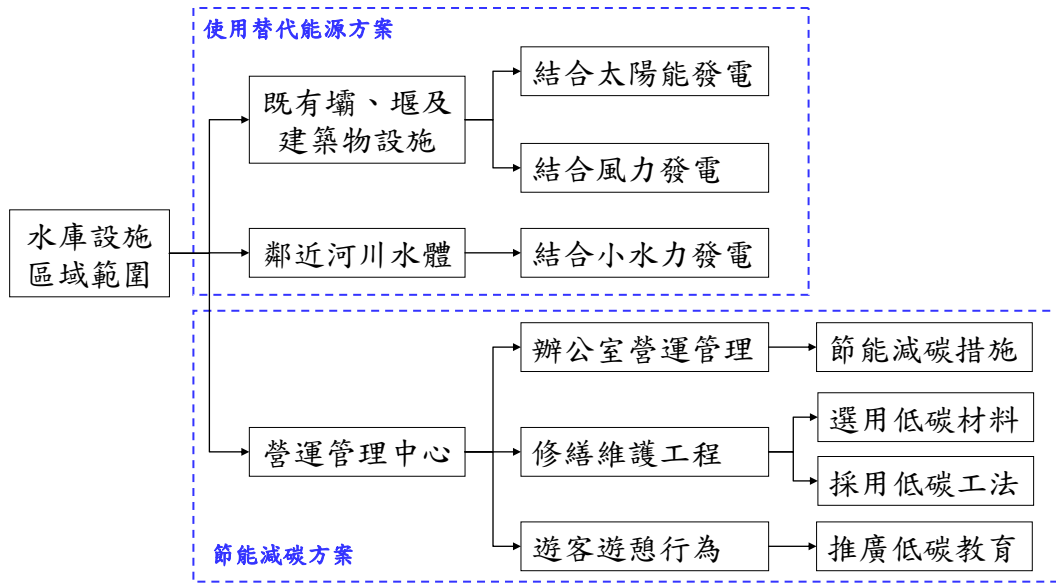 使用替代能源方案
結合太陽能發電
既有壩、堰及
建築物設施
結合風力發電
水庫設施
區域範圍
鄰近河川水體
結合小水力發電
辦公室營運管理
節能減碳措施
選用低碳材料
營運管理中心
修繕維護工程
採用低碳工法
節能減碳方案
遊客遊憩行為
推廣低碳教育